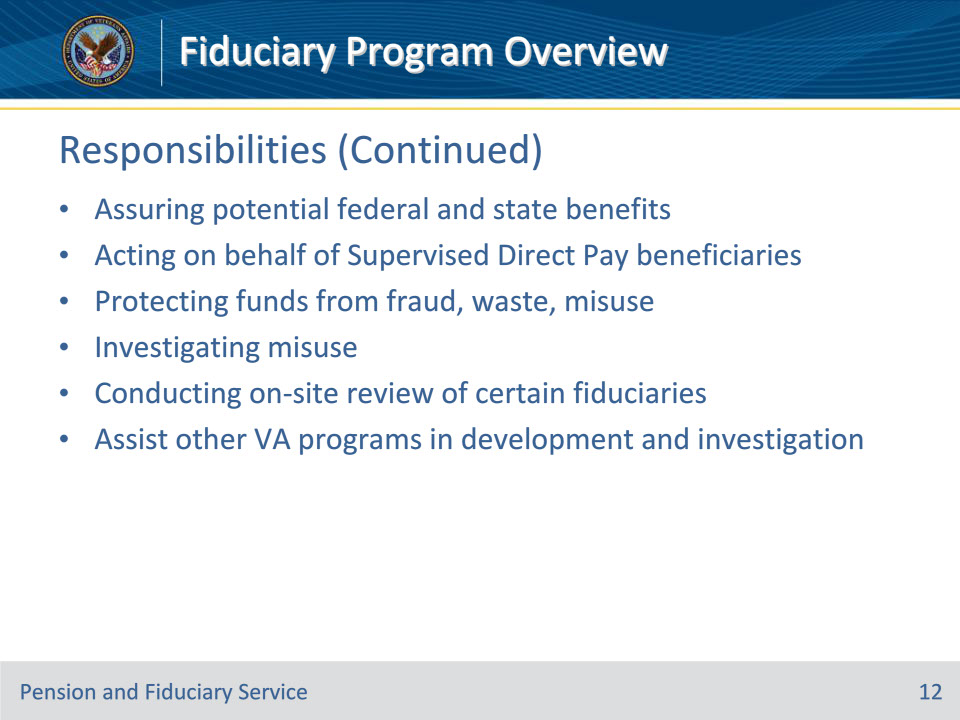 Fiduciary Program Overview
Responsibilities (Continued)
• Assuring potential federal and state benefits
• Acting on behalf of Supervised Direct Pay beneficiaries
• Protecting funds from fraud, waste, misuse
• Investigating misuse
• Conducting on-site review of certain fiduciaries
• Assist other VA programs in development and investigation
Pension and Fiduciary Service
12